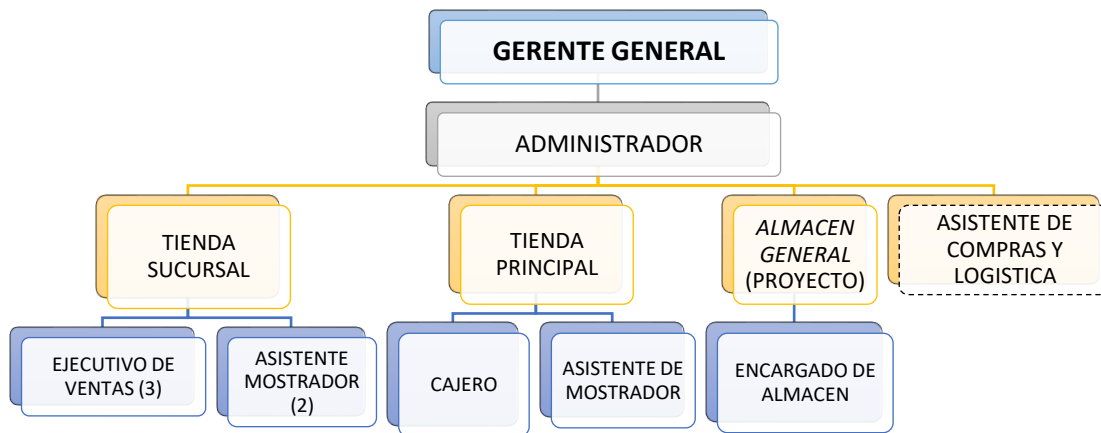 GERENTE GENERAL
ADMINISTRADOR
TIENDA
SUCURSAL
TIENDA
PRINCIPAL
ALMACEN
GENERAL
(PROYECTO)
ASISTENTE DE
COMPRAS Y
LOGISTICA
EJECUTIVO DE
VENTAS (3)
ASISTENTE
MOSTRADOR
(2)
CAJERO
ASISTENTE DE
MOSTRADOR
ENCARGADO DE
ALMACEN